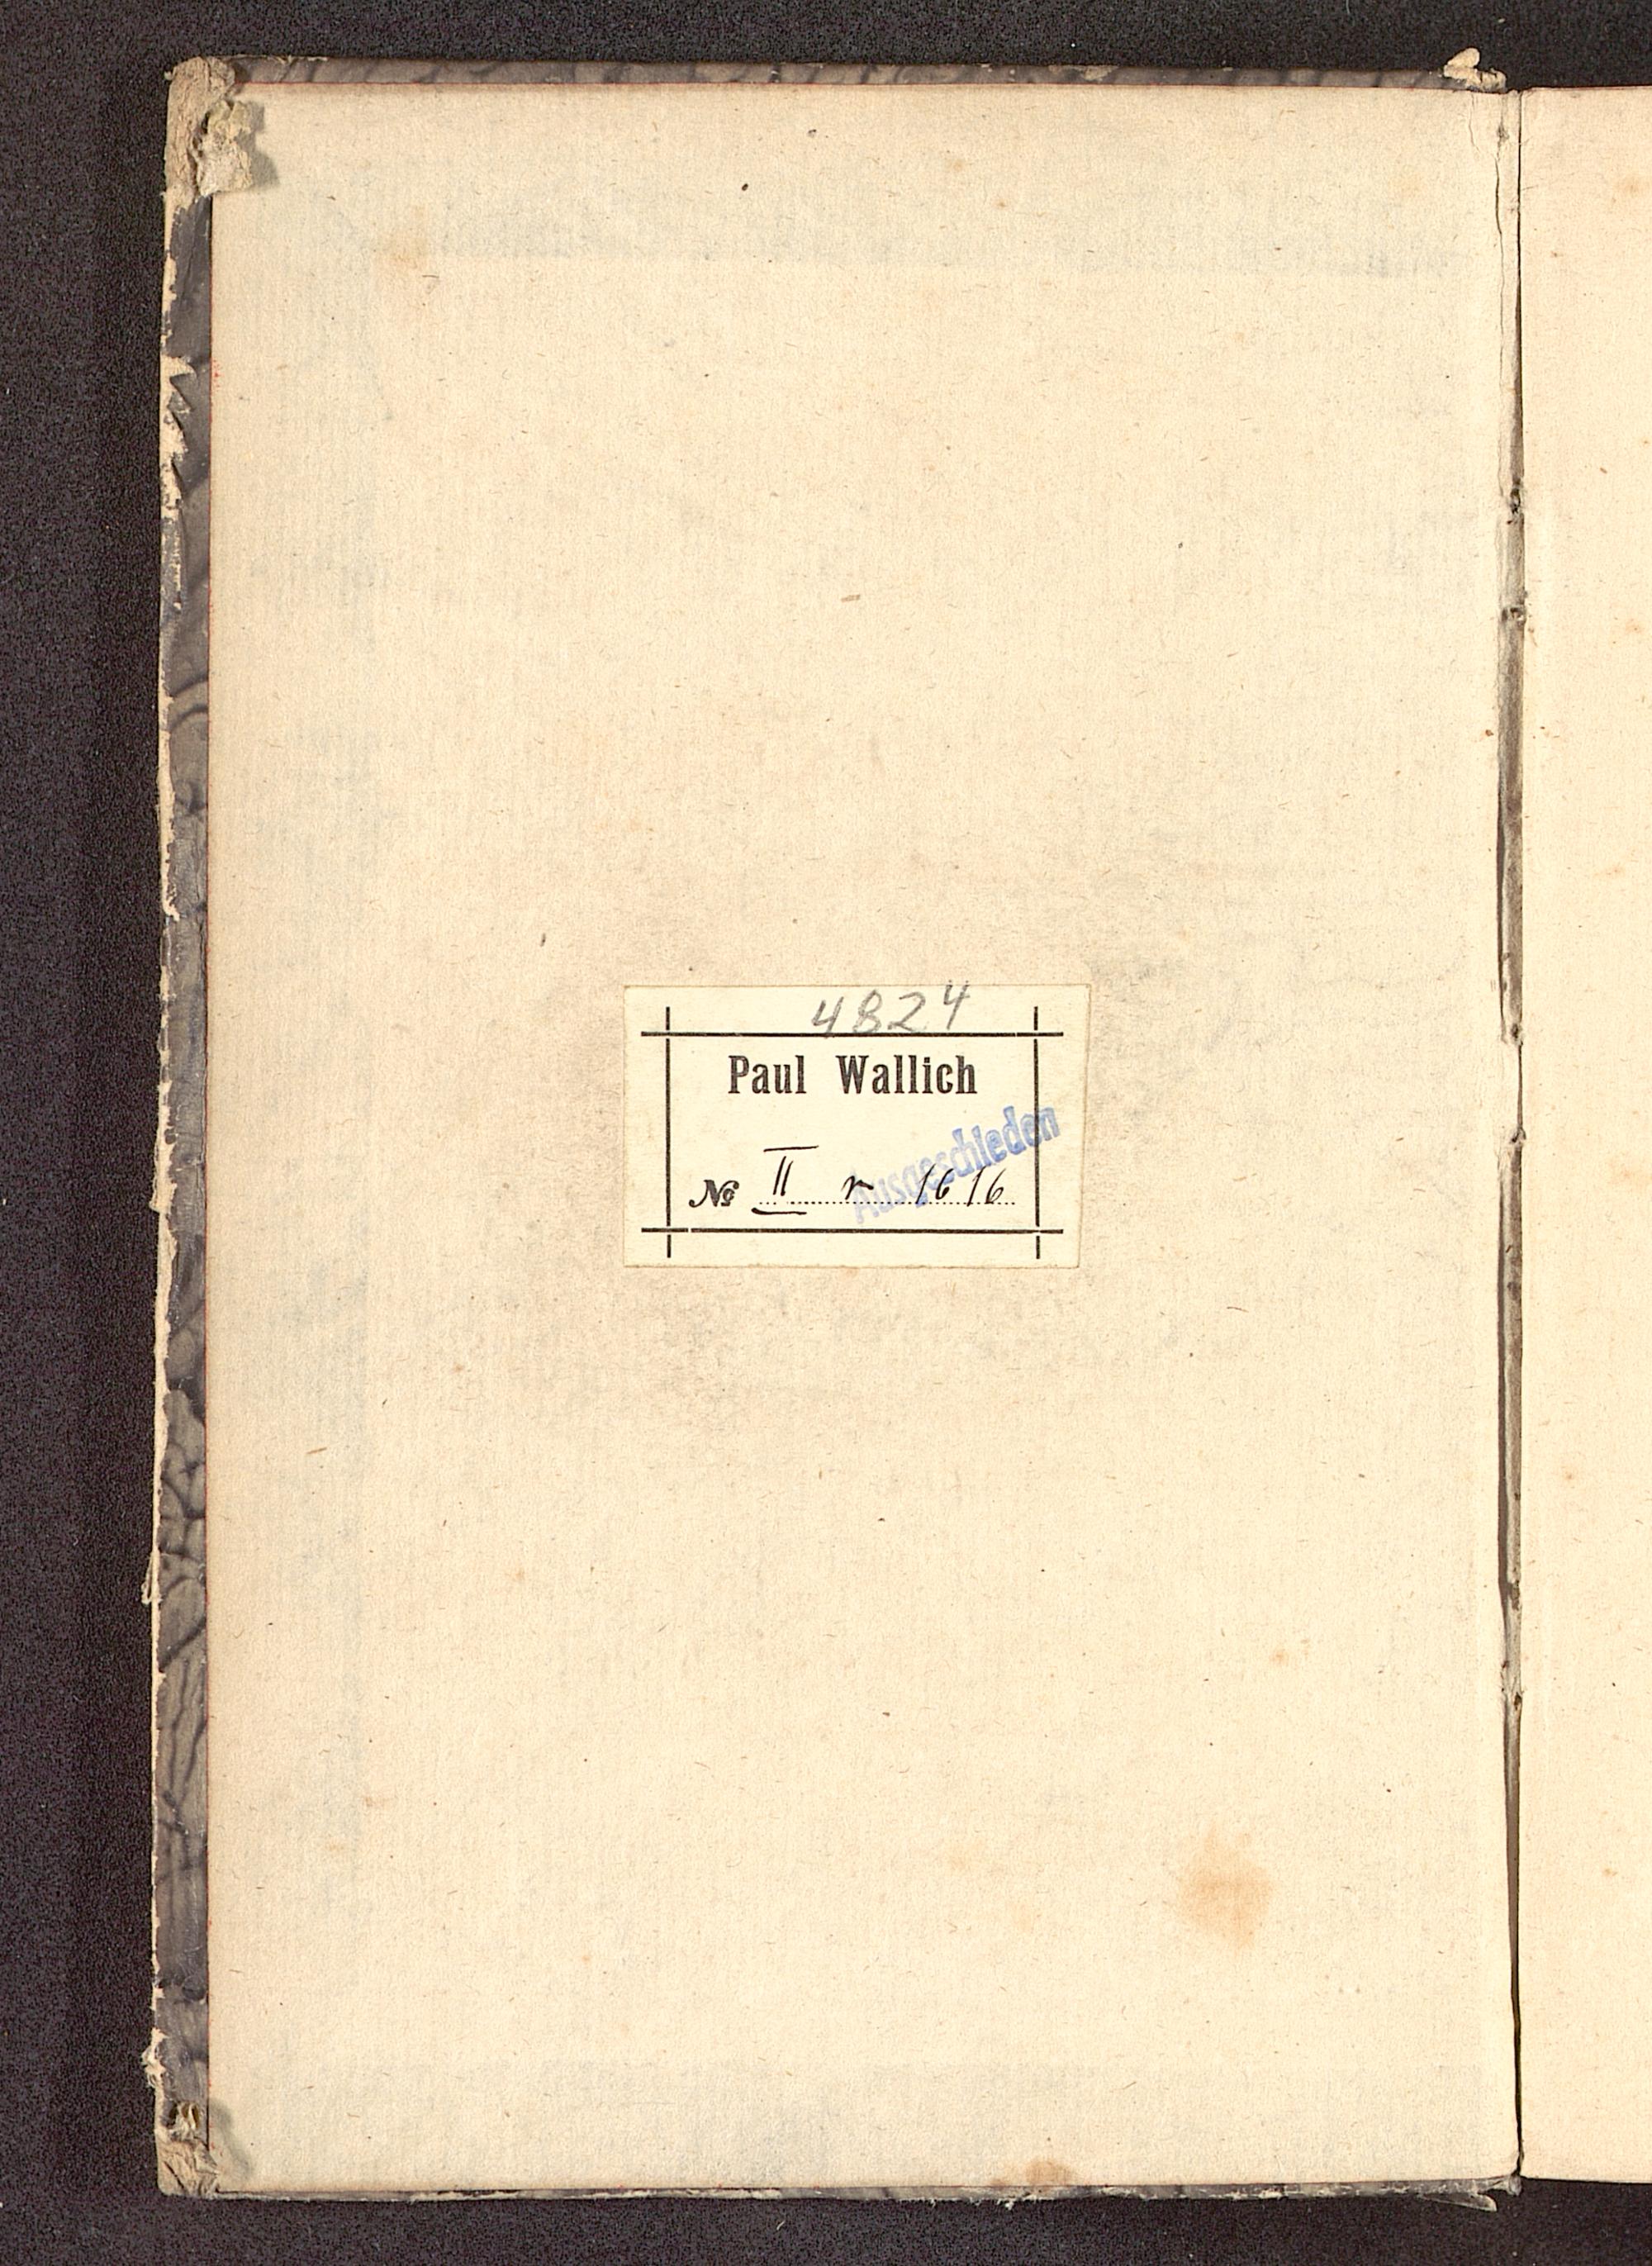 4824
Paul Wallich
Ausgeschieden
№ II r 1616